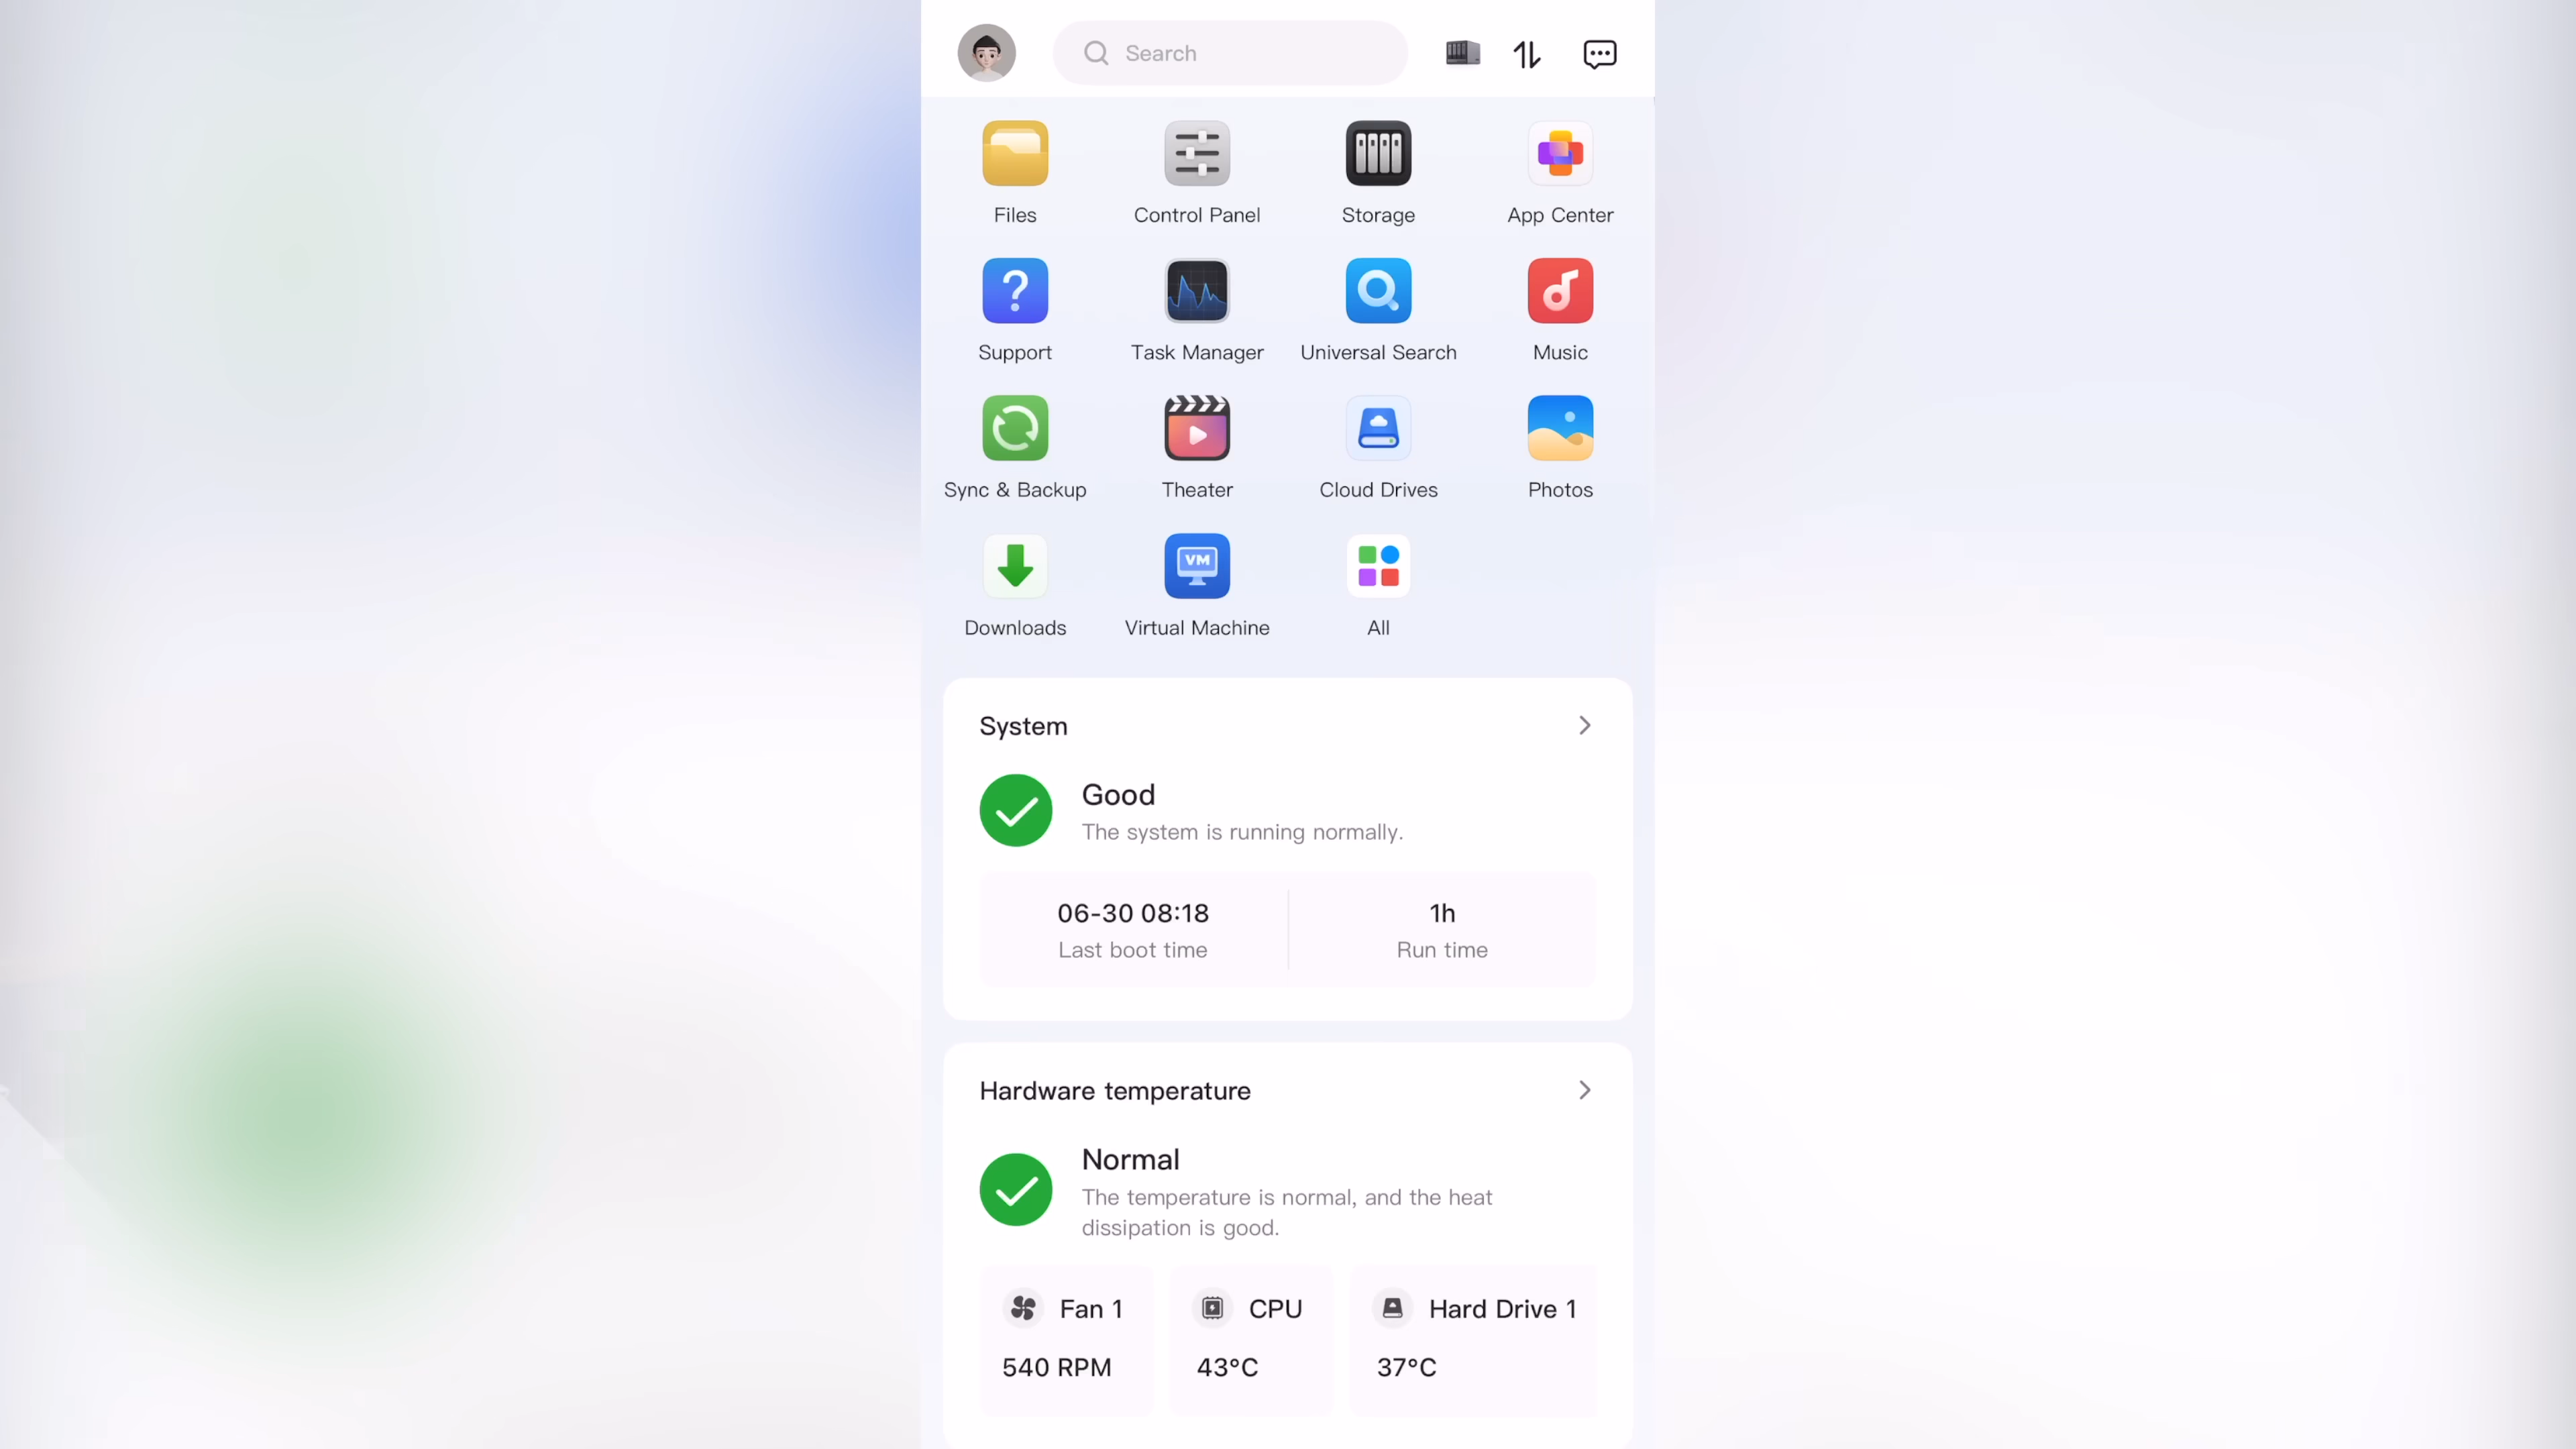 Search
Files
Control Panel
Storage
App Center
Support
Task Manager
Universal Search
Music
Sync & Backup
Theater
Cloud Drives
Photos
VM
Downloads
Virtual Machine
All
System
Good
The system is running normally.
06-30 08:18
Last boot time
1h
Run time
Hardware temperature
Normal
The temperature is normal, and the heat
dissipation is good.
Fan 1
540 RPM
CPU
43°C
Hard Drive 1
37°C